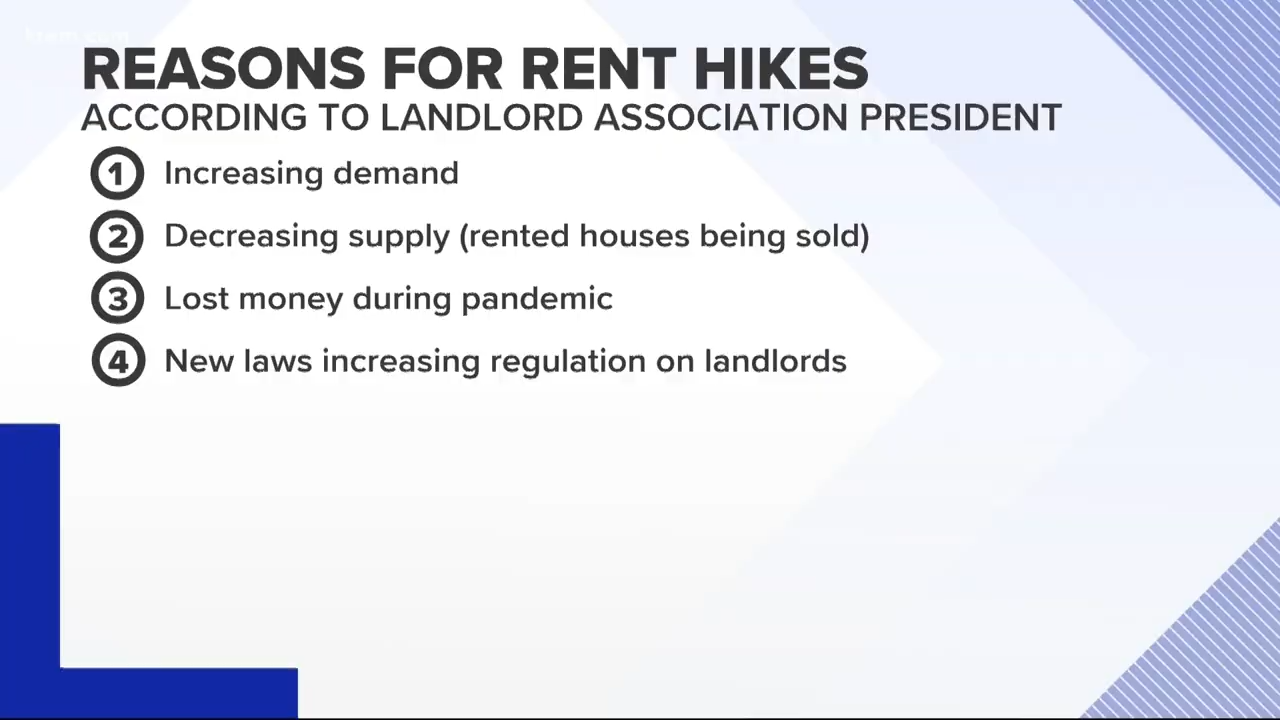 REASONS FOR RENT HIKES
ACCORDING TO LANDLORD ASSOCIATION PRESIDENT
1 Increasing demand
2 Decreasing supply (rented houses being sold)
3 Lost money during pandemic
4 New laws increasing regulation on landlords